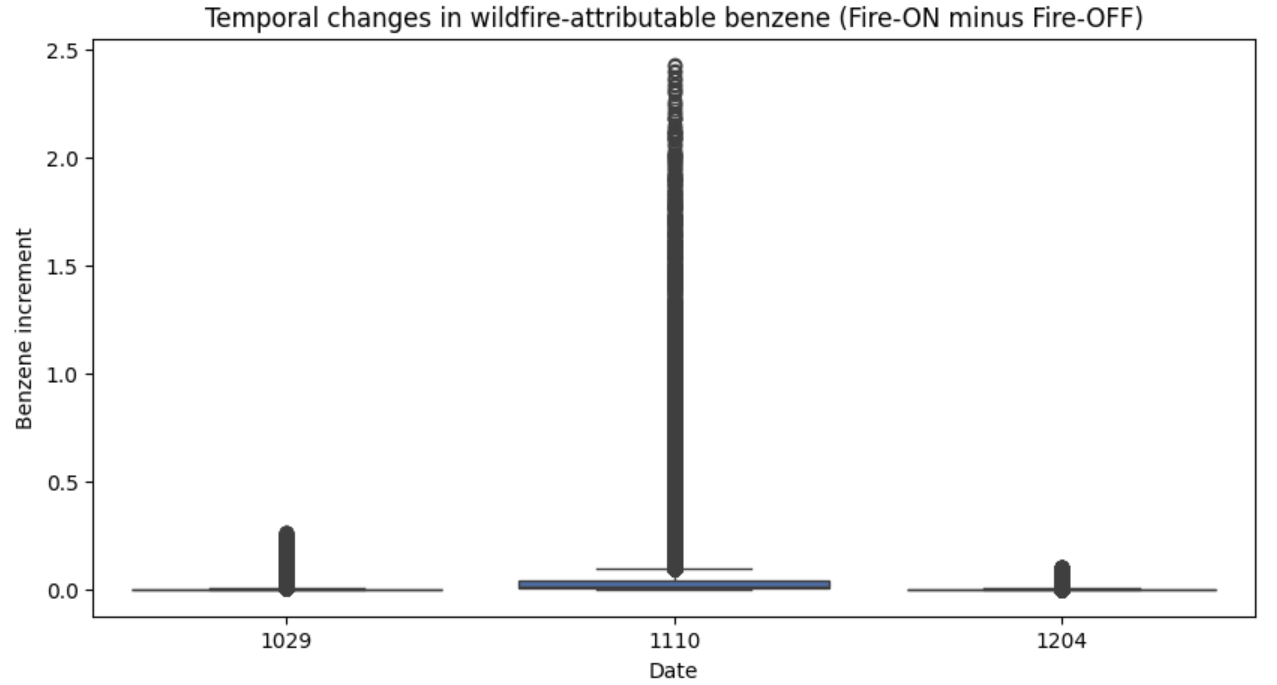 Temporal changes in wildfire-attributable benzene (Fire-ON minus Fire-OFF)
Benzene increment
2.5
2.0
1.5
1.0
0.5
0.0
1029 1110 1204
Date